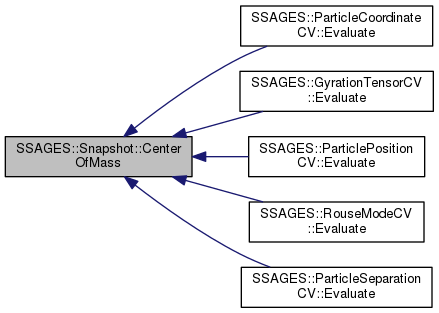 SSAGES::ParticleCoordinate
CV::Evaluate
SSAGES::GyrationTensorCV
::Evaluate
SSAGES::Snapshot::Center
OfMass
SSAGES::ParticlePosition
CV::Evaluate
SSAGES::RouseModeCV
::Evaluate
SSAGES::ParticleSeparation
CV::Evaluate